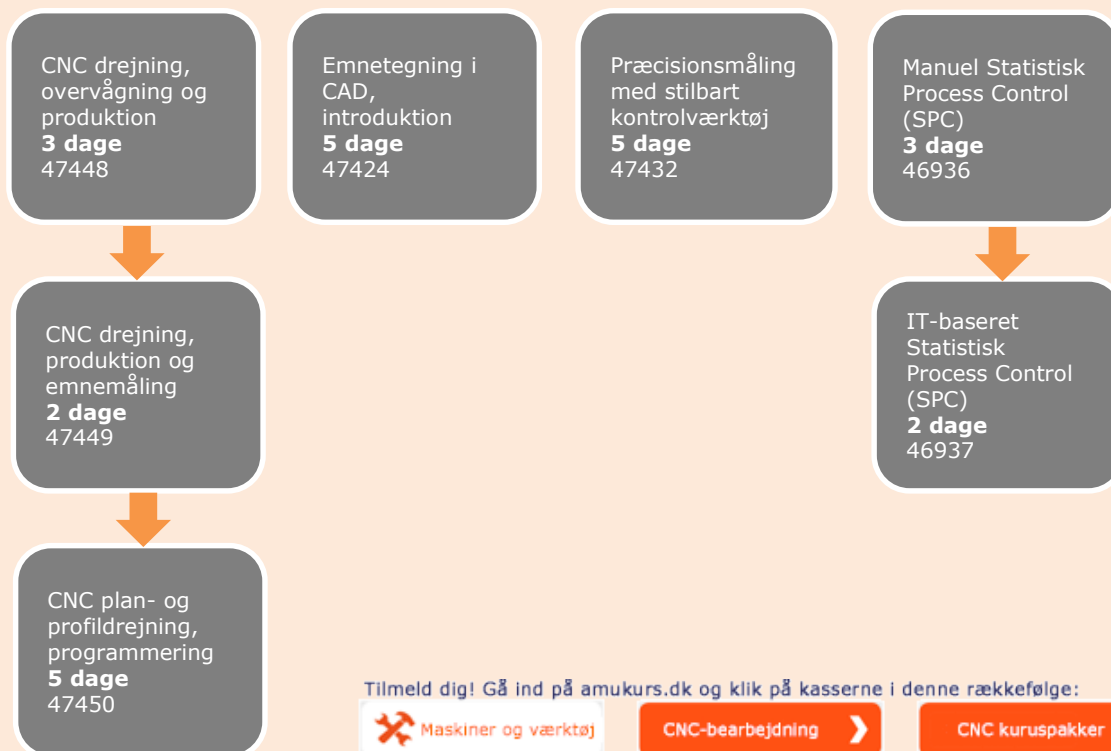 CNC drejning,
overvågning og
produktion
3 dage
47448
Emnetegning i
CAD,
introduktion
5 dage
47424
Præcisionsmåling
med stilbart
kontrolværktøj
5 dage
47432
Manuel Statistisk
Process Control
(SPC)
3 dage
46936
CNC drejning,
produktion og
emnemåling
2 dage
47449
IT-baseret
Statistisk
Process Control
(SPC)
2 dage
46937
CNC plan- og
profildrejning,
programmering
5 dage
47450
Tilmeld dig! Gå ind på amukurs.dk og klik på kasserne i denne rækkefølge:
Maskiner og værktøj
CNC-bearbejdning
CNC kuruspakker